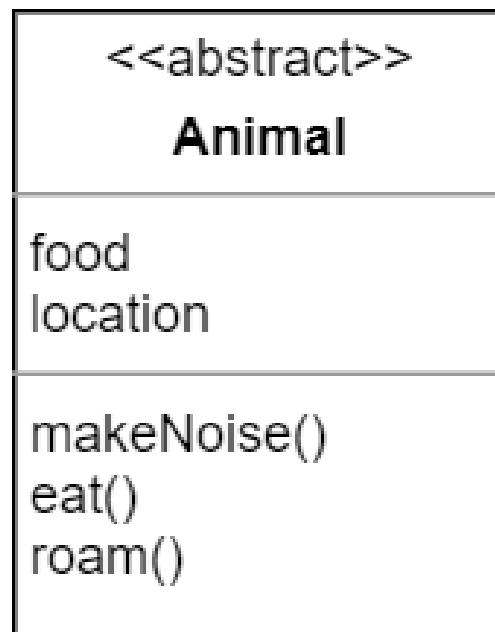 <<abstract>>
Animal
food
location
makeNoise()
eat()
roam()